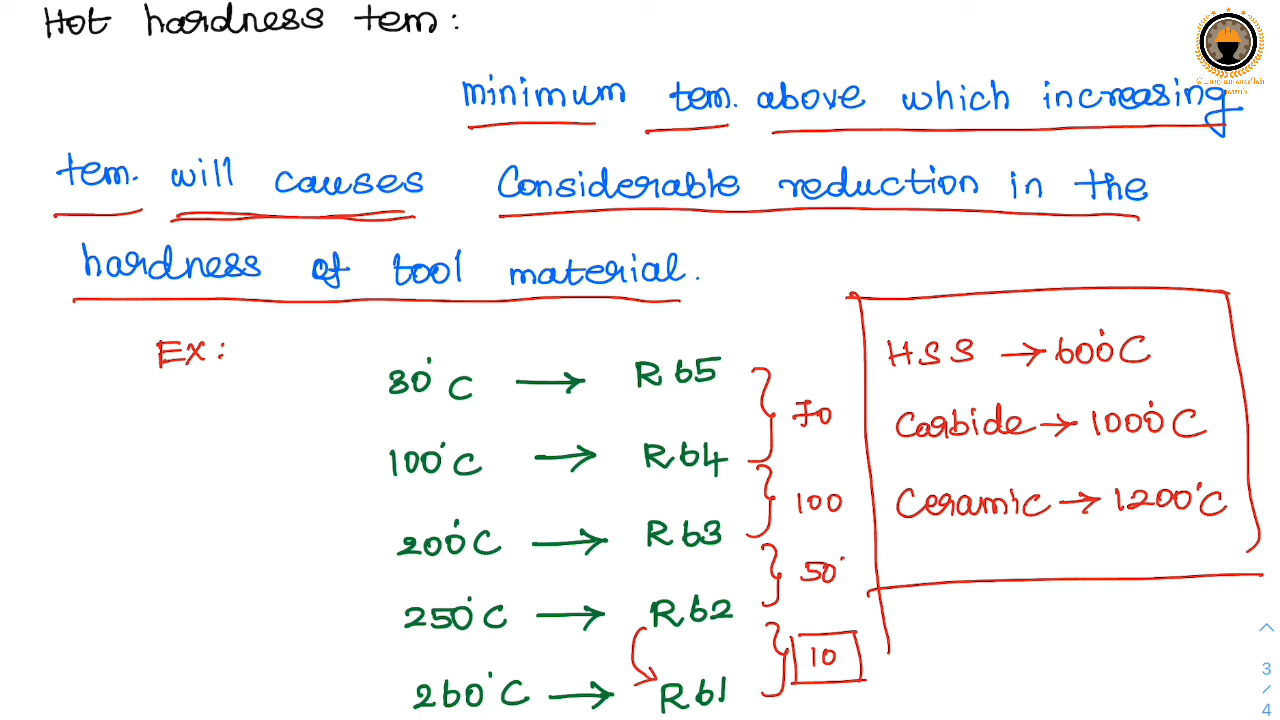 Hot hardness tem:
minimum tem. above which increasing
tem. will causes Considerable reduction in the
hardness of tool material.
Ex:
30°C → R65
70
100°C → R64
100
200°C → R63
50°
250°C → R62
10
260°C → R61
HSS → 600°C
Carbide → 1000°C
Ceramic → 1200°C
3
/
4